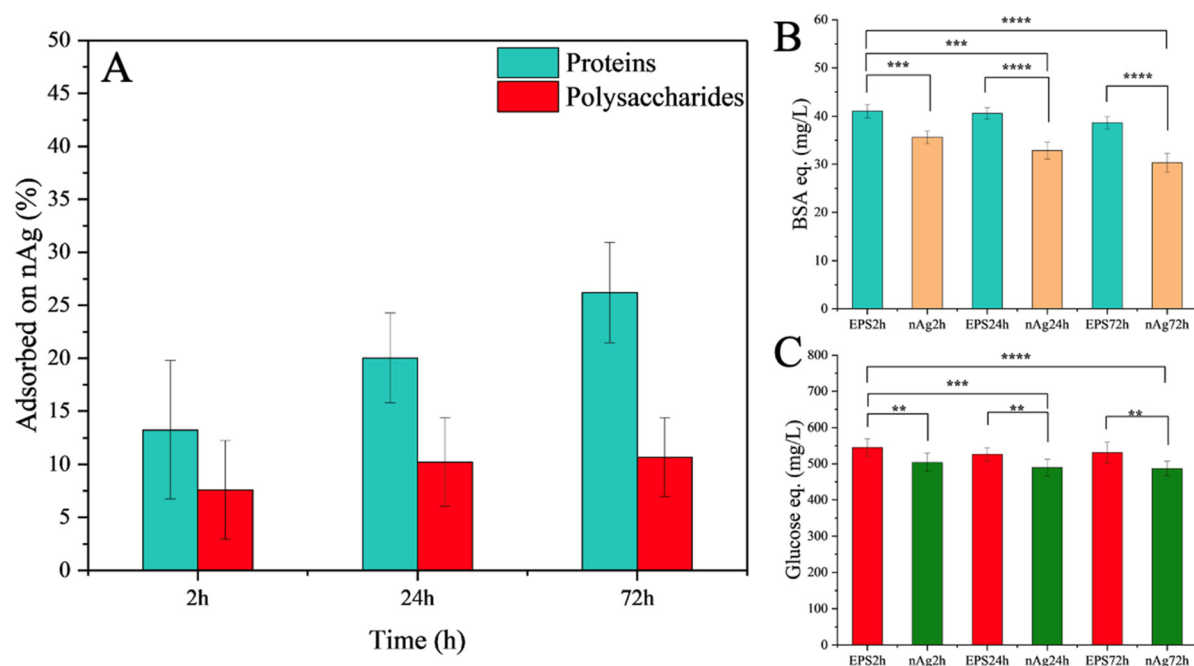 A
Proteins
Polysaccharides
50
45
40
35
30
25
20
15
10
5
0
Adsorbed on nAg (%)
2h
24h
72h
Time (h)
B
60
50
40
30
20
10
0
BSA eq. (mg/L)
****
***
***
****
****
EPS2h
nAg2h
EPS24h
nAg24h
EPS72h
nAg72h
C
800
700
600
500
400
300
200
100
0
Glucose eq. (mg/L)
****
***
**
**
**
EPS2h
nAg2h
EPS24h
nAg24h
EPS72h
nAg72h